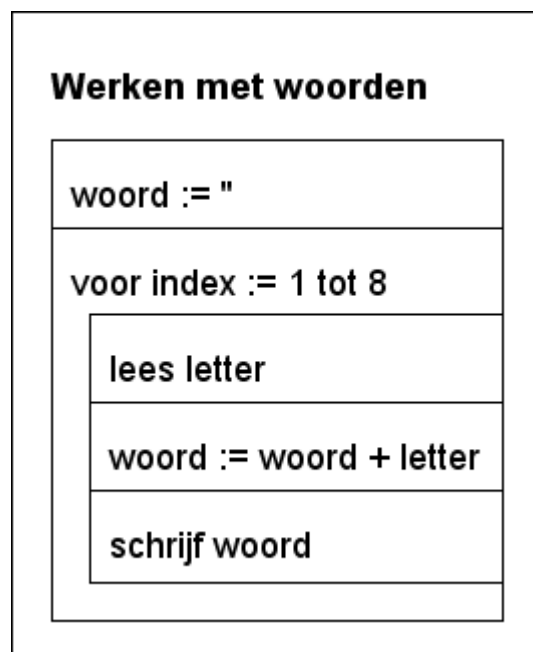 Werken met woorden
woord := ''
voor index := 1 tot 8
lees letter
woord := woord + letter
schrijf woord